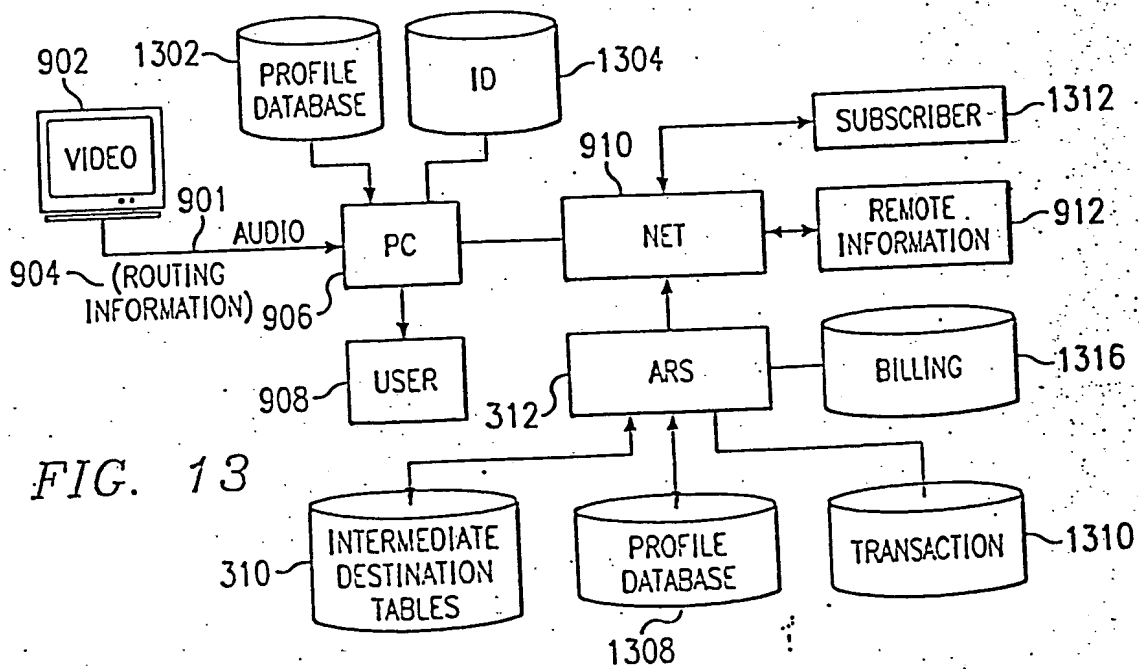 1302
PROFILE
DATABASE
ID
1304
902
VIDEO
SUBSCRIBER
1312
910
901
AUDIO
904
(ROUTING
INFORMATION)
PC
906
NET
REMOTE
INFORMATION
912
USER
908
ARS
312
BILLING
1316
FIG. 13
INTERMEDIATE
DESTINATION
TABLES
310
PROFILE
DATABASE
1308
TRANSACTION
1310